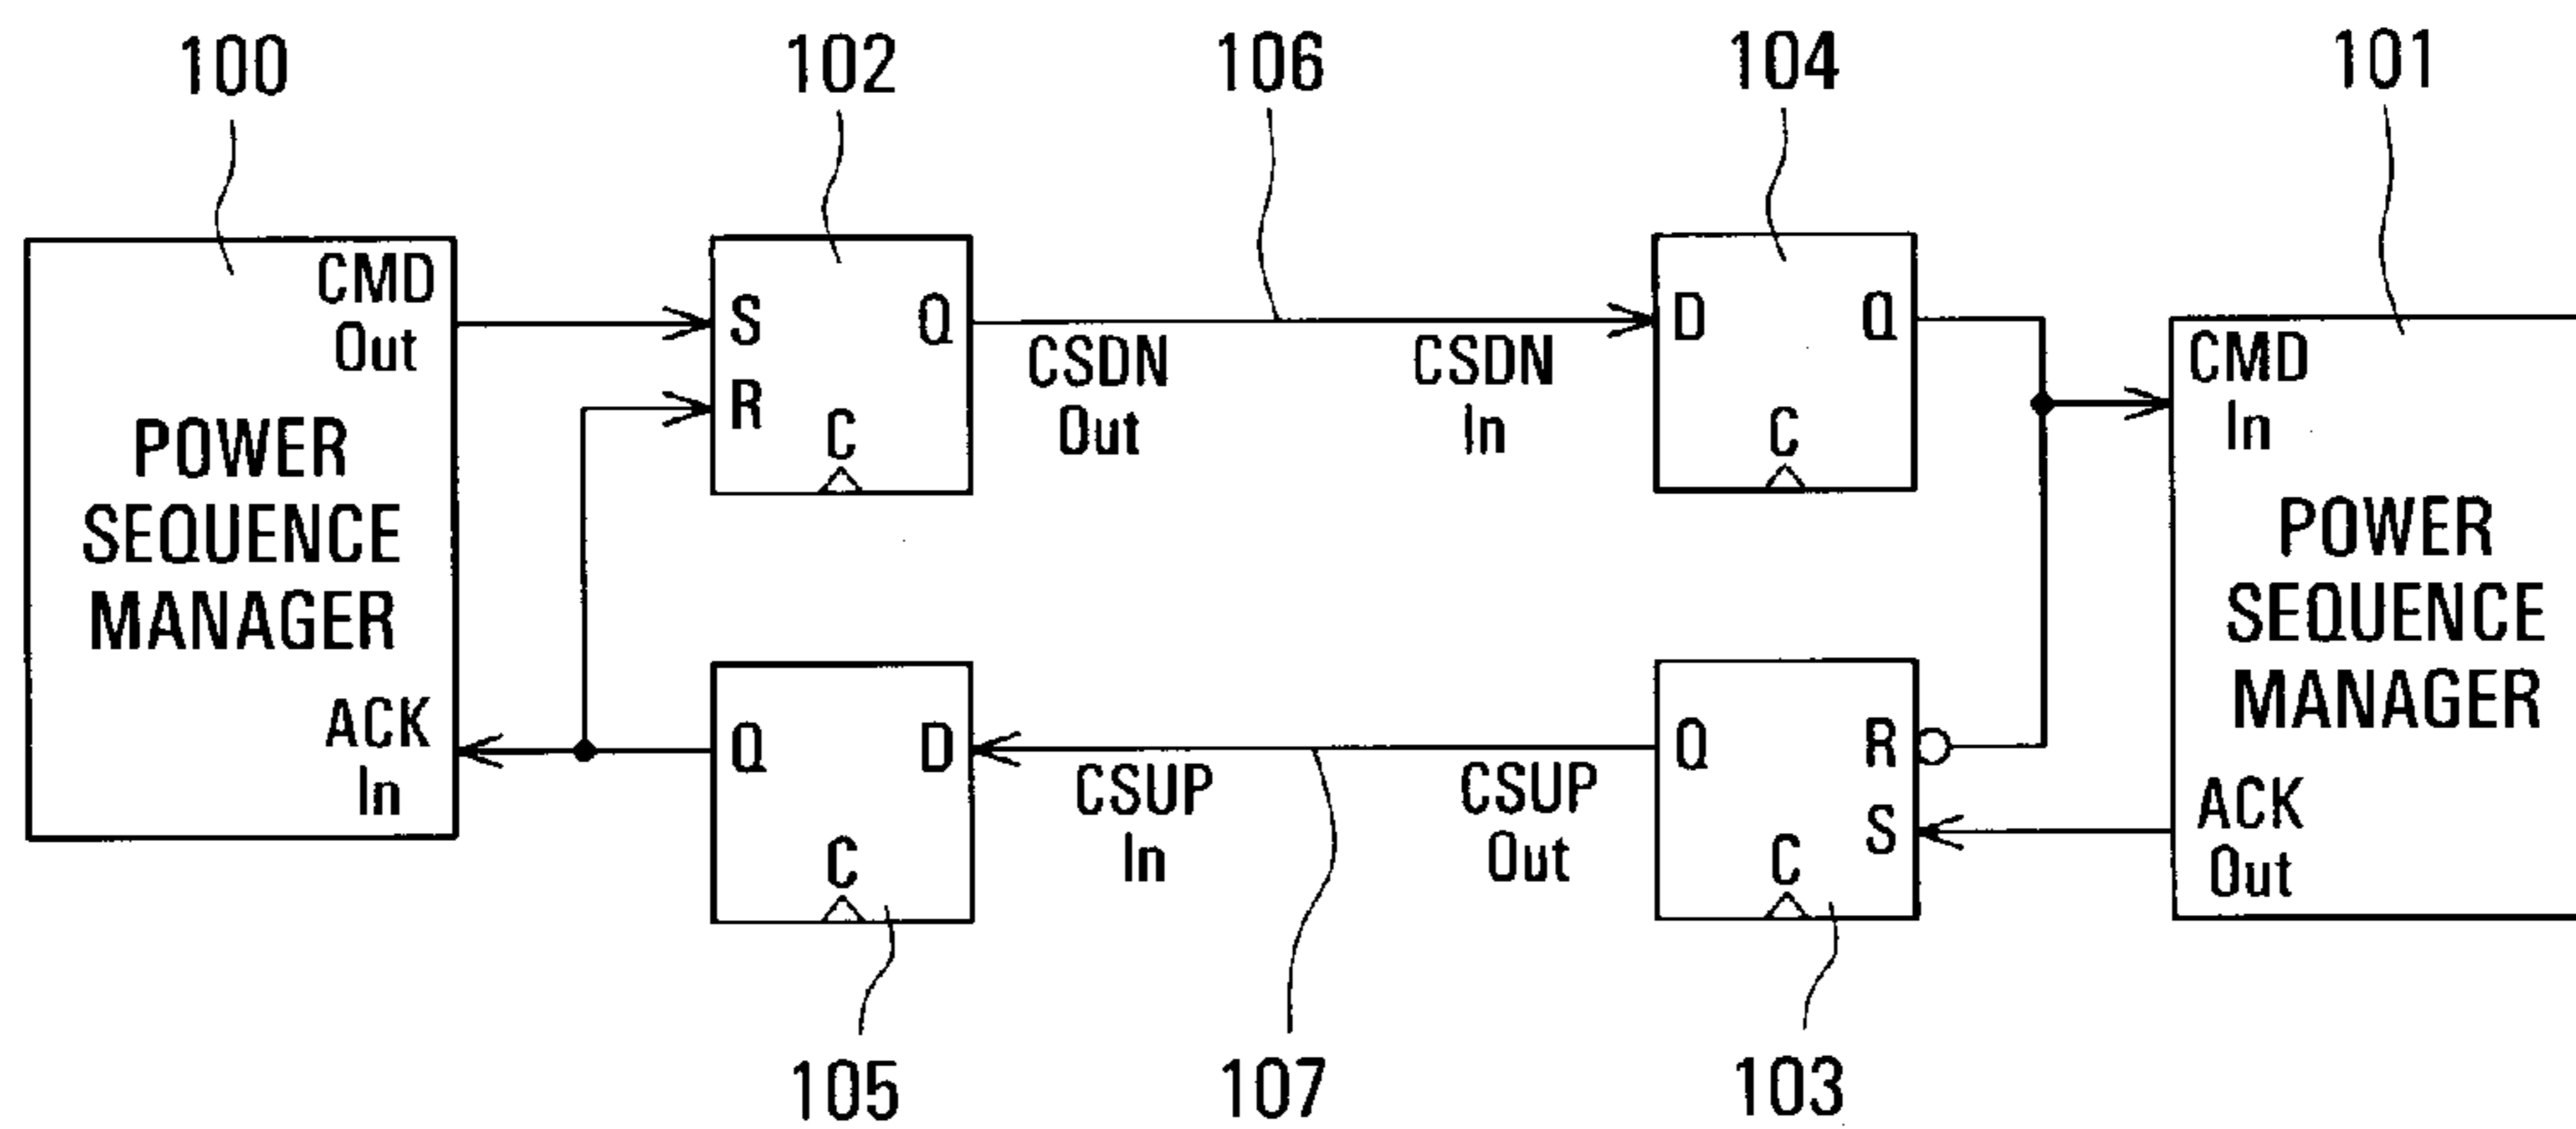 100
102
106
104
101
CMD
Out
POWER
SEQUENCE
MANAGER
ACK
In
S
R
Q
C
CSDN
Out
CSDN
In
D
Q
C
CMD
In
POWER
SEQUENCE
MANAGER
ACK
Out
Q
D
C
CSUP
In
CSUP
Out
Q
R
S
C
105
107
103